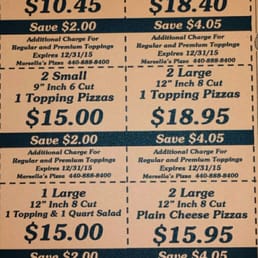 $10.45
$18.40
Save $2.00
Save $4.05
Additional Charge For
Regular and Premium Toppings
Expires 12/31/15
Marsella's Pizza 440-888-8400
Additional Charge For
Regular and Premium Toppings
Expires 12/31/15
Marsella's Pizza 440-888-8400
2 Small
9" Inch 6 Cut
1 Topping Pizzas
$15.00
2 Large
12" Inch 8 Cut
1 Topping Pizzas
$18.95
Save $2.00
Save $4.05
Additional Charge For
Regular and Premium Toppings
Expires 12/31/15
Marsella's Pizza 440-888-8400
Additional Charge For
Regular and Premium Toppings
Expires 12/31/15
Marsella's Pizza 440-888-8400
1 Large
12" Inch 8 Cut
1 Topping & 1 Quart Salad
$15.00
2 Large
12" Inch 8 Cut
Plain Cheese Pizzas
$15.95
Save $2.00
Save $4.05